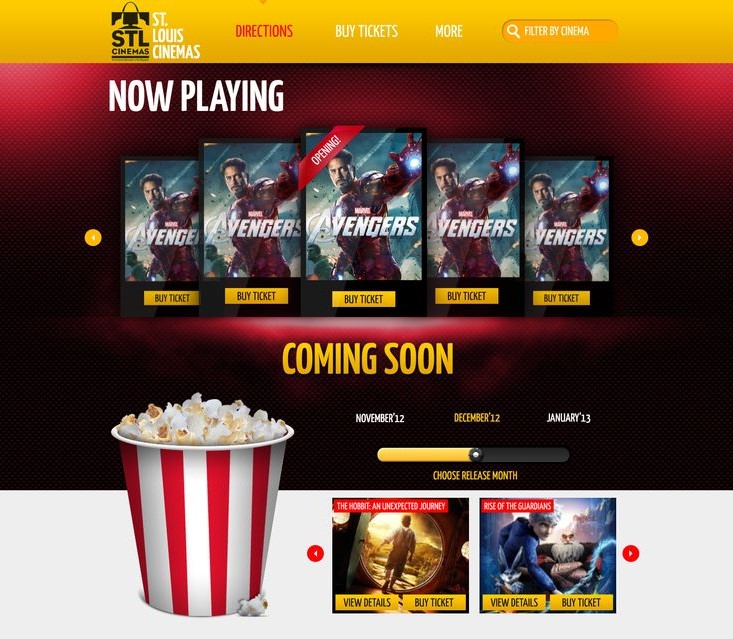 STL
CINEMAS
ST.
LOUIS
CINEMAS
DIRECTIONS
BUY TICKETS
MORE
FILTER BY CINEMA
NOW PLAYING
OPENING!
MARVEL
AVENGERS
MARVEL
AVENGERS
MARVEL
AVENGERS
MARVEL
AVENGERS
MARVEL
AVENGERS
BUY TICKET
BUY TICKET
BUY TICKET
BUY TICKET
BUY TICKET
COMING SOON
NOVEMBER'12
DECEMBER'12
JANUARY'13
CHOOSE RELEASE MONTH
THE HOBBIT: AN UNEXPECTED JOURNEY
RISE OF THE GUARDIANS
VIEW DETAILS
BUY TICKET
VIEW DETAILS
BUY TICKET